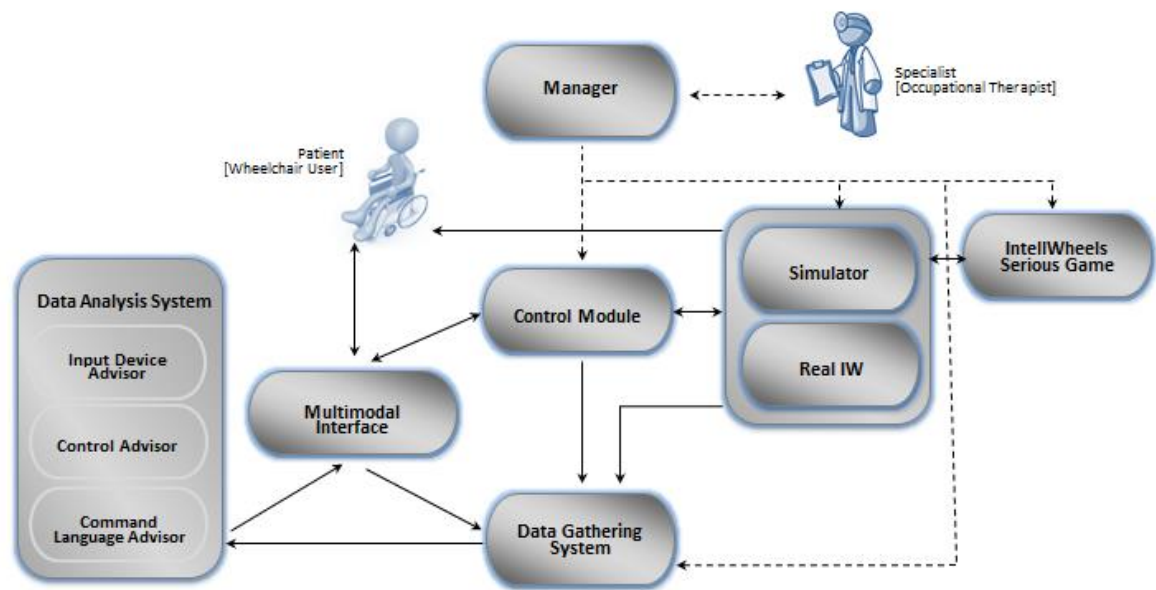 Specialist
[Occupational Therapist]
Manager
Patient
[Wheelchair User]
IntellWheels
Serious Game
Simulator
Data Analysis System
Control Module
Input Device
Advisor
Real IW
Multimodal
Interface
Control Advisor
Command
Language Advisor
Data Gathering
System